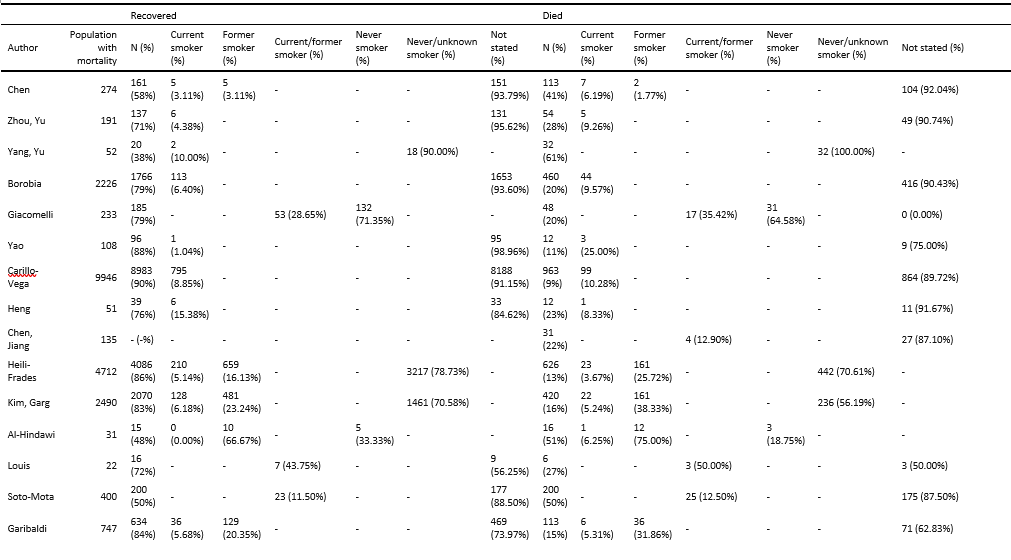 Recovered Died
Author Population with mortality N (%) Current smoker (%) Former smoker (%) Current/former smoker (%) Never smoker (%) Never/unknown smoker (%) Not stated (%) N (%) Current smoker (%) Former smoker (%) Current/former smoker (%) Never smoker (%) Never/unknown smoker (%) Not stated (%)
Chen 274 161 (58%) 5 (3.11%) 5 (3.11%) - - - 151 (93.79%) 113 (41%) 7 (6.19%) 2 (1.77%) - - - 104 (92.04%)
Zhou, Yu 191 137 (71%) 6 (4.38%) - - - - 131 (95.62%) 54 (28%) 5 (9.26%) - - - - 49 (90.74%)
Yang, Yu 52 20 (38%) 2 (10.00%) - - - 18 (90.00%) - 32 (61%) - - - - 32 (100.00%) -
Borobia 2226 1766 (79%) 113 (6.40%) - - - - 1653 (93.60%) 460 (20%) 44 (9.57%) - - - - 416 (90.43%)
Giacomelli 233 185 (79%) - - 53 (28.65%) 132 (71.35%) - - 48 (20%) - - 17 (35.42%) 31 (64.58%) - 0 (0.00%)
Yao 108 96 (88%) 1 (1.04%) - - - - 95 (98.96%) 12 (11%) 3 (25.00%) - - - - 9 (75.00%)
Carillo-Vega 9946 8983 (90%) 795 (8.85%) - - - - 8188 (91.15%) 963 (9%) 99 (10.28%) - - - - 864 (89.72%)
Heng 51 39 (76%) 6 (15.38%) - - - - 33 (84.62%) 12 (23%) 1 (8.33%) - - - - 11 (91.67%)
Chen, Jiang 135 - (-%) - - - - - - 31 (22%) - - 4 (12.90%) - - 27 (87.10%)
Heili-Frades 4712 4086 (86%) 210 (5.14%) 659 (16.13%) - - 3217 (78.73%) - 626 (13%) 23 (3.67%) 161 (25.72%) - - 442 (70.61%) -
Kim, Garg 2490 2070 (83%) 128 (6.18%) 481 (23.24%) - - 1461 (70.58%) - 420 (16%) 22 (5.24%) 161 (38.33%) - - 236 (56.19%) -
Al-Hindawi 31 15 (48%) 0 (0.00%) 10 (66.67%) - 5 (33.33%) - - 16 (51%) 1 (6.25%) 12 (75.00%) - 3 (18.75%) - -
Louis 22 16 (72%) - - 7 (43.75%) - - 9 (56.25%) 6 (27%) - - 3 (50.00%) - - 3 (50.00%)
Soto-Mota 400 200 (50%) - - 23 (11.50%) - - 177 (88.50%) 200 (50%) - - 25 (12.50%) - - 175 (87.50%)
Garibaldi 747 634 (84%) 36 (5.68%) 129 (20.35%) - - - 469 (73.97%) 113 (15%) 6 (5.31%) 36 (31.86%) - - - 71 (62.83%)